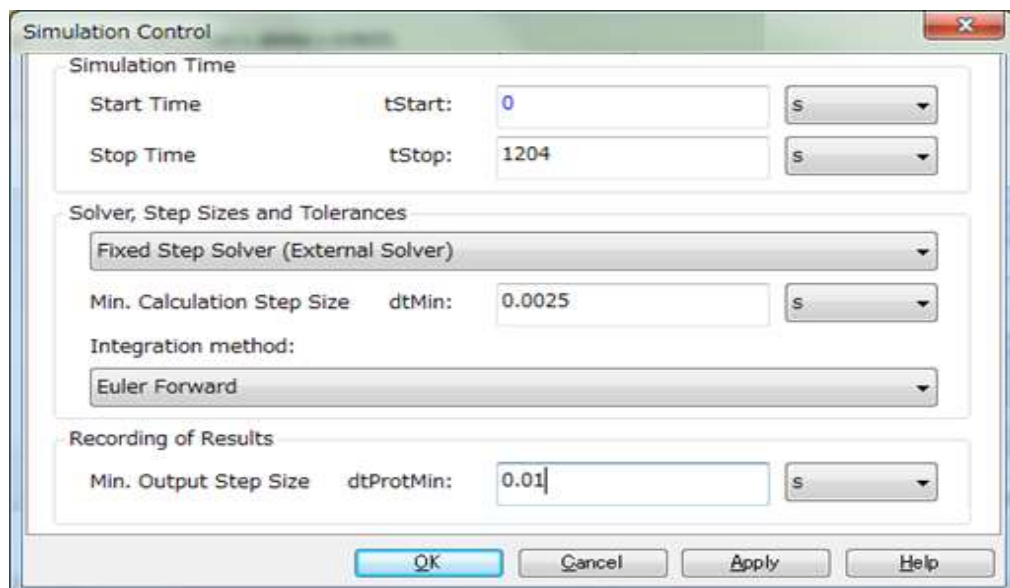 Simulation Control
Simulation Time
Start Time tStart: 0 s
Stop Time tStop: 1204 s
Solver, Step Sizes and Tolerances
Fixed Step Solver (External Solver)
Min. Calculation Step Size dtMin: 0.0025 s
Integration method:
Euler Forward
Recording of Results
Min. Output Step Size dtProtMin: 0.01 s
OK Cancel Apply Help